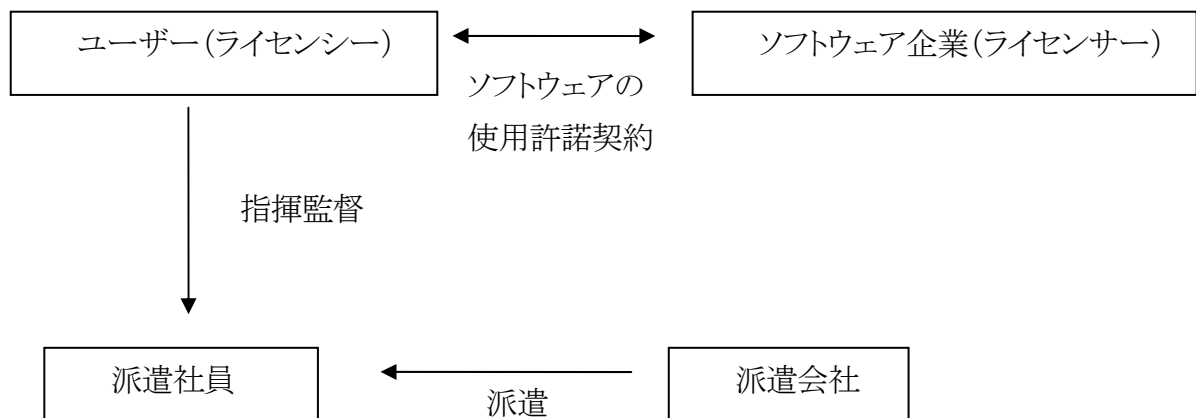 ユーザー(ライセンシー)
ソフトウェア企業(ライセンサー)
ソフトウェアの
使用許諾契約
指揮監督
派遣社員
派遣会社
派遣